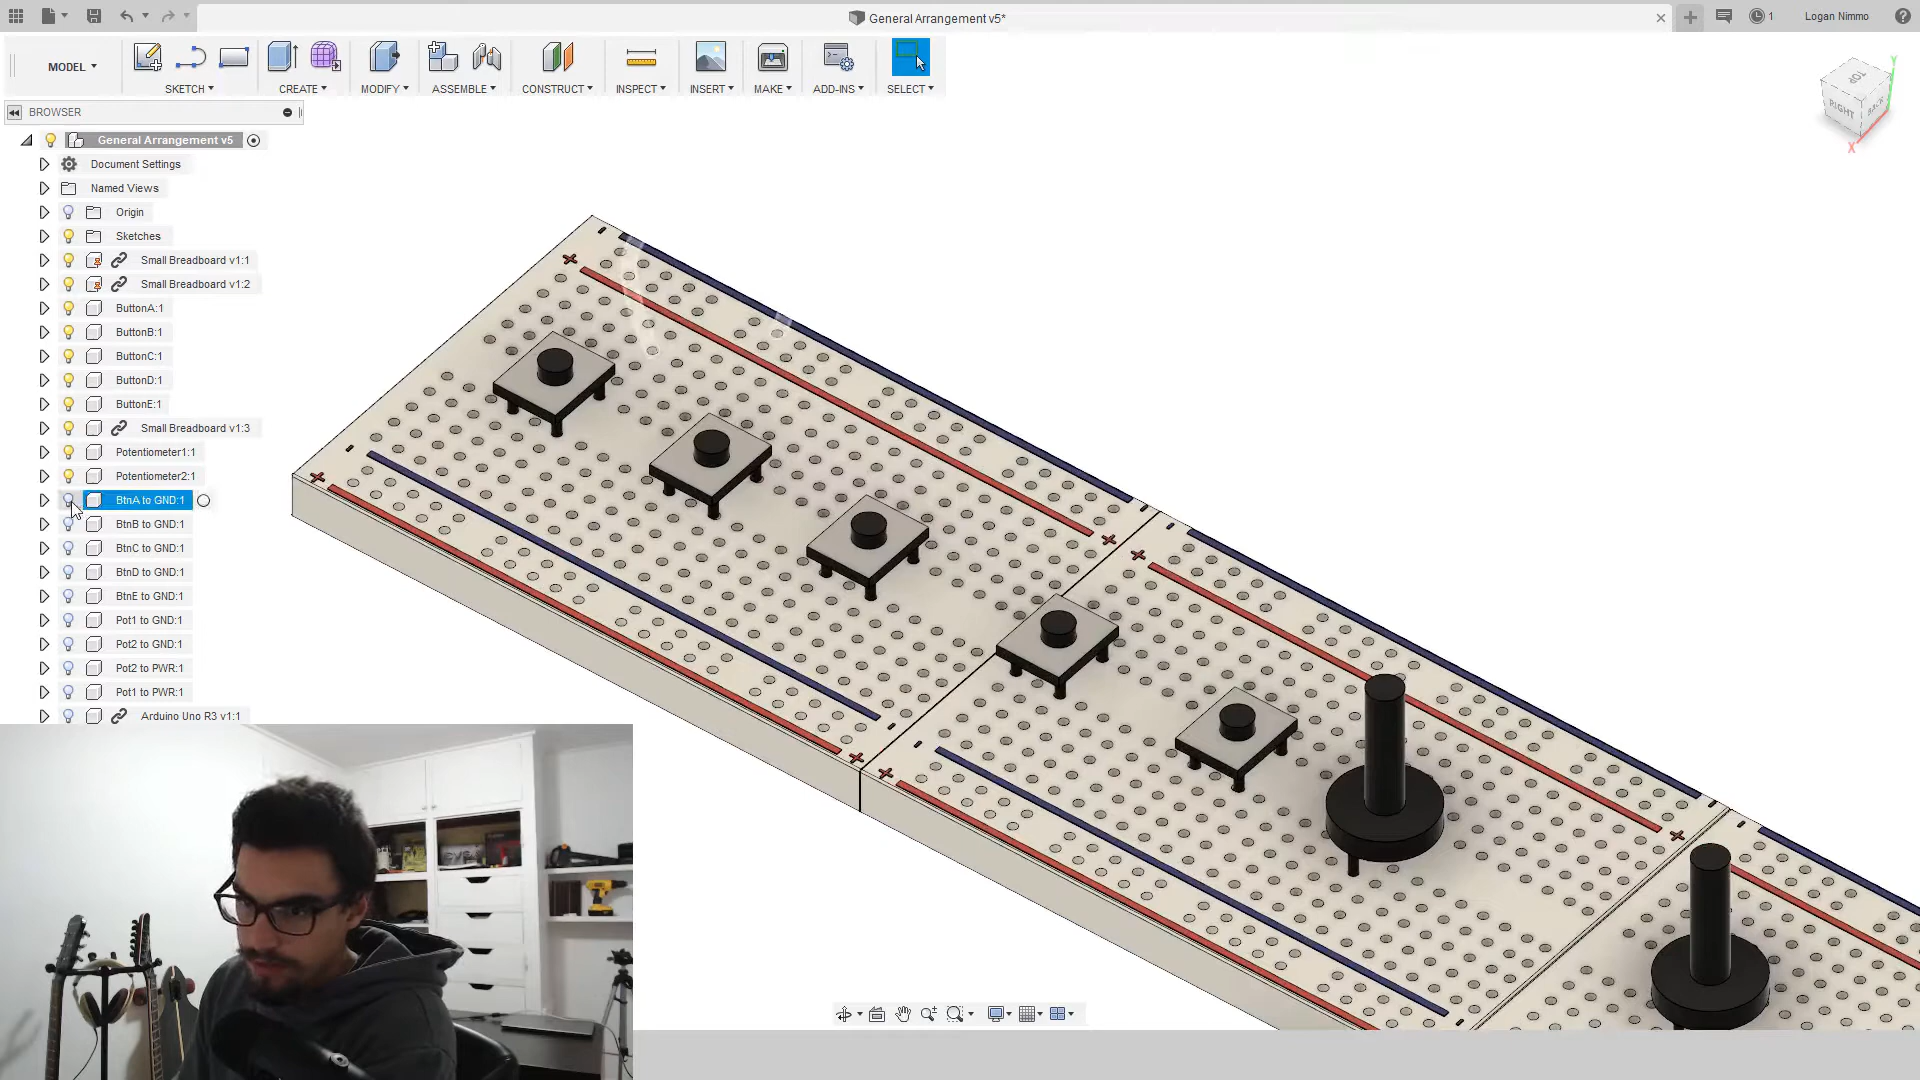 General Arrangement v5*
1
Logan Nimmo
MODEL
SKETCH
CREATE
MODIFY
ASSEMBLE
CONSTRUCT
INSPECT
INSERT
MAKE
ADD-INS
SELECT
BROWSER
General Arrangement v5
Document Settings
Named Views
Origin
Sketches
Small Breadboard v1:1
Small Breadboard v1:2
ButtonA:1
ButtonB:1
ButtonC:1
ButtonD:1
ButtonE:1
Small Breadboard v1:3
Potentiometer1:1
Potentiometer2:1
BtnA to GND:1
BtnB to GND:1
BtnC to GND:1
BtnD to GND:1
BtnE to GND:1
Pot1 to GND:1
Pot2 to GND:1
Pot2 to PWR:1
Pot1 to PWR:1
Arduino Uno R3 v1:1
TOP
RIGHT
BACK
Y
X